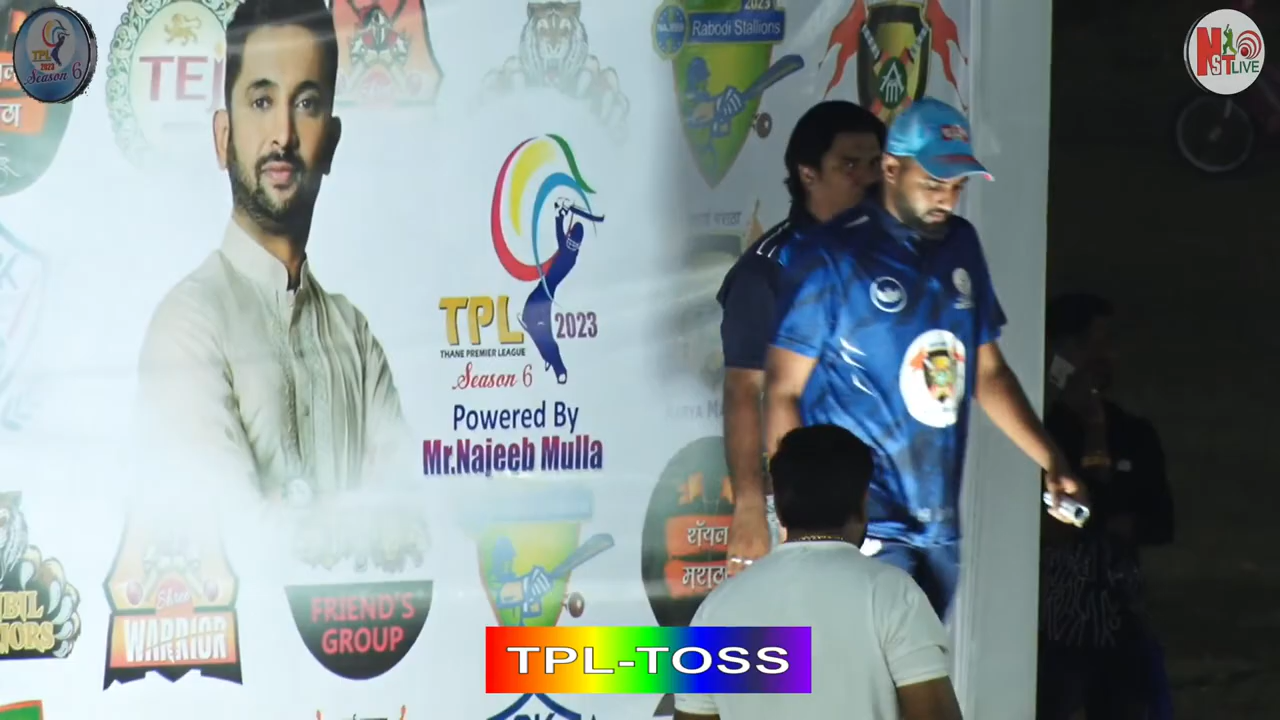 TPL
2023
Season 6
TEJ
2023
Rabodi Stallions
NST
LIVE
TPL 2023
THANE PREMIER LEAGUE
Season 6
Powered By
Mr.Najeeb Mulla
रॉयल
मराठा
Shree
WARRIOR
FRIEND'S
GROUP
TPL-TOSS